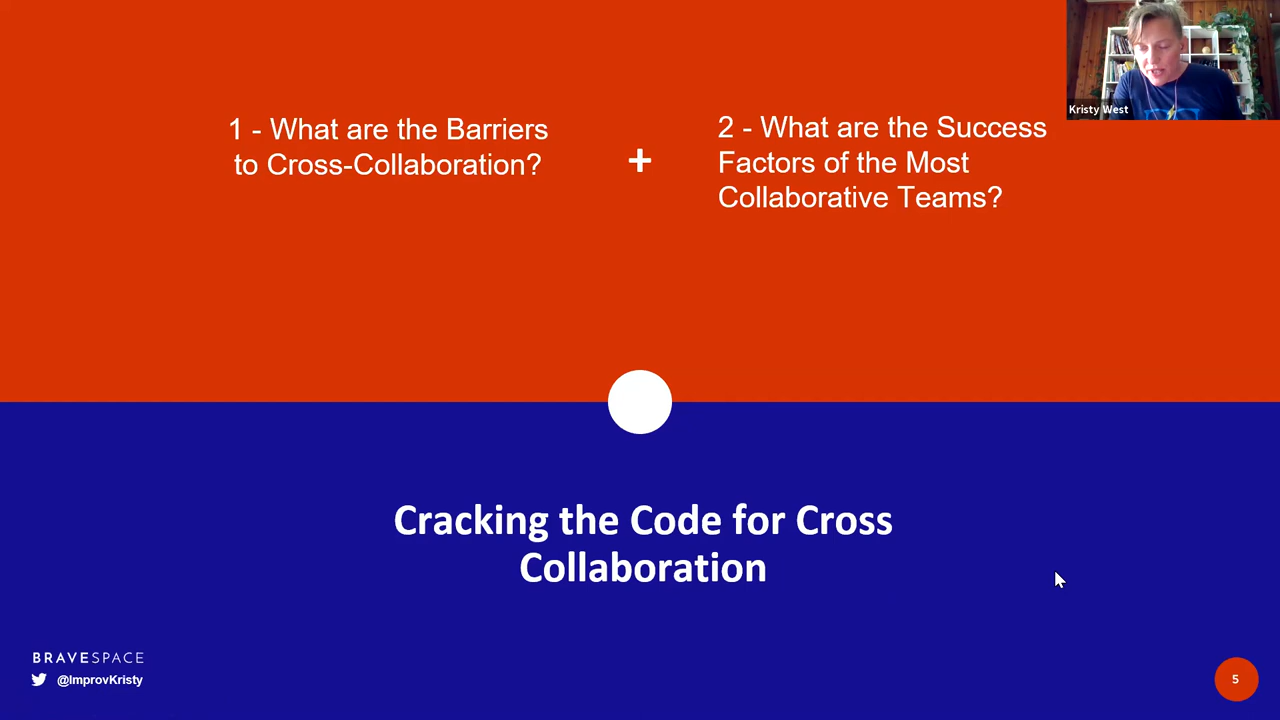 1 - What are the Barriers
to Cross-Collaboration?
+
2 - What are the Success
Factors of the Most
Collaborative Teams?
Kristy West
Cracking the Code for Cross
Collaboration
BRAVESPACE
@ImprovKristy
5